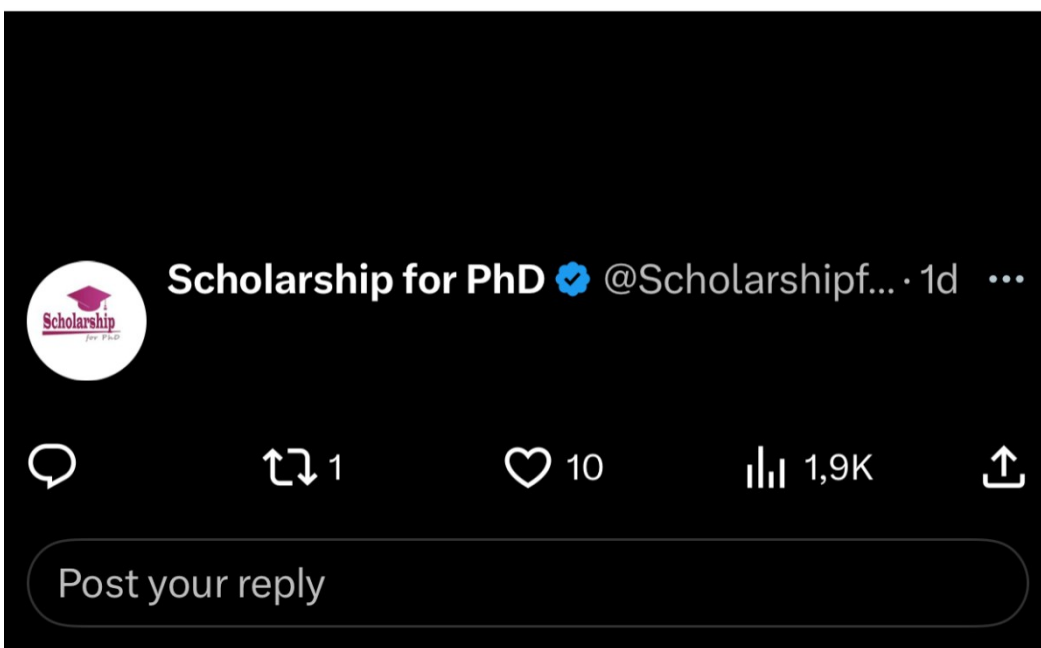 Scholarship for PhD @Scholarshipf... · 1d
Scholarship
for PhD
1 10 1,9K
Post your reply